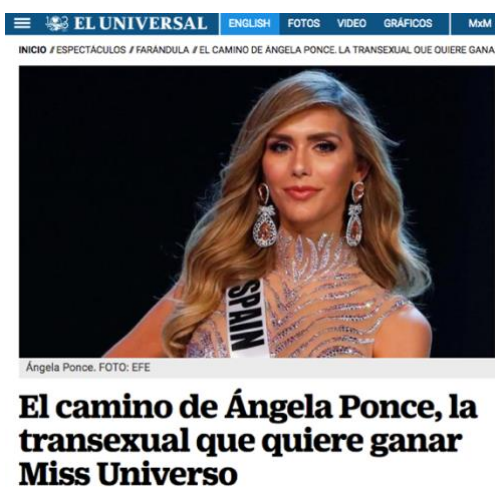 EL UNIVERSAL ENGLISH FOTOS VIDEO GRÁFICOS MxM
INICIO // ESPECTÁCULOS // FARÁNDULA // EL CAMINO DE ÁNGELA PONCE, LA TRANSEXUAL QUE QUIERE GANA
SPAIN
Ángela Ponce. FOTO: EFE
El camino de Ángela Ponce, la
transexual que quiere ganar
Miss Universo